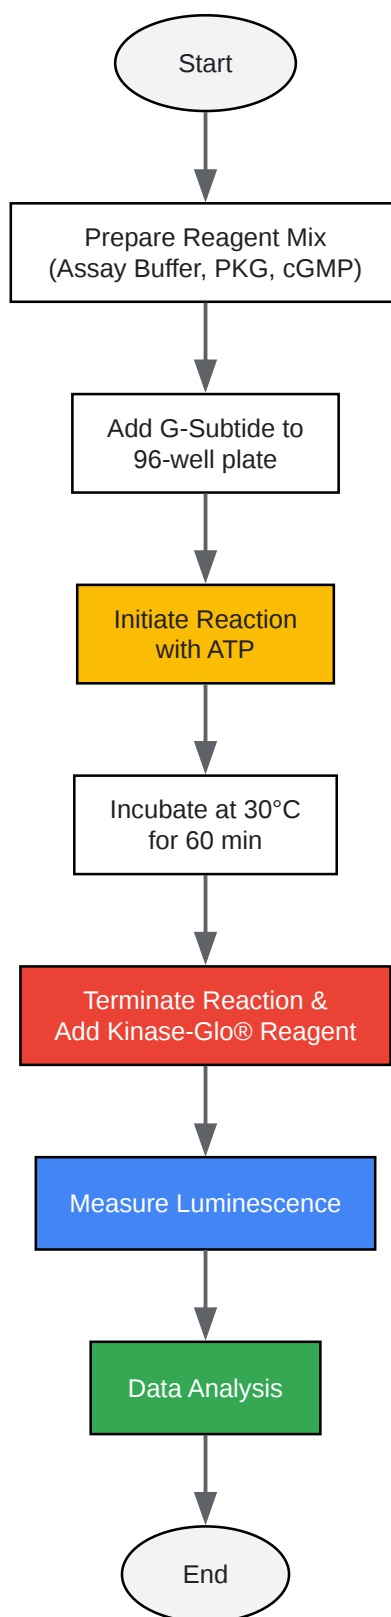 Start
Prepare Reagent Mix
(Assay Buffer, PKG, cGMP)
Add G-Subtide to
96-well plate
Initiate Reaction
with ATP
Incubate at 30°C
for 60 min
Terminate Reaction &
Add Kinase-Glo® Reagent
Measure Luminescence
Data Analysis
End